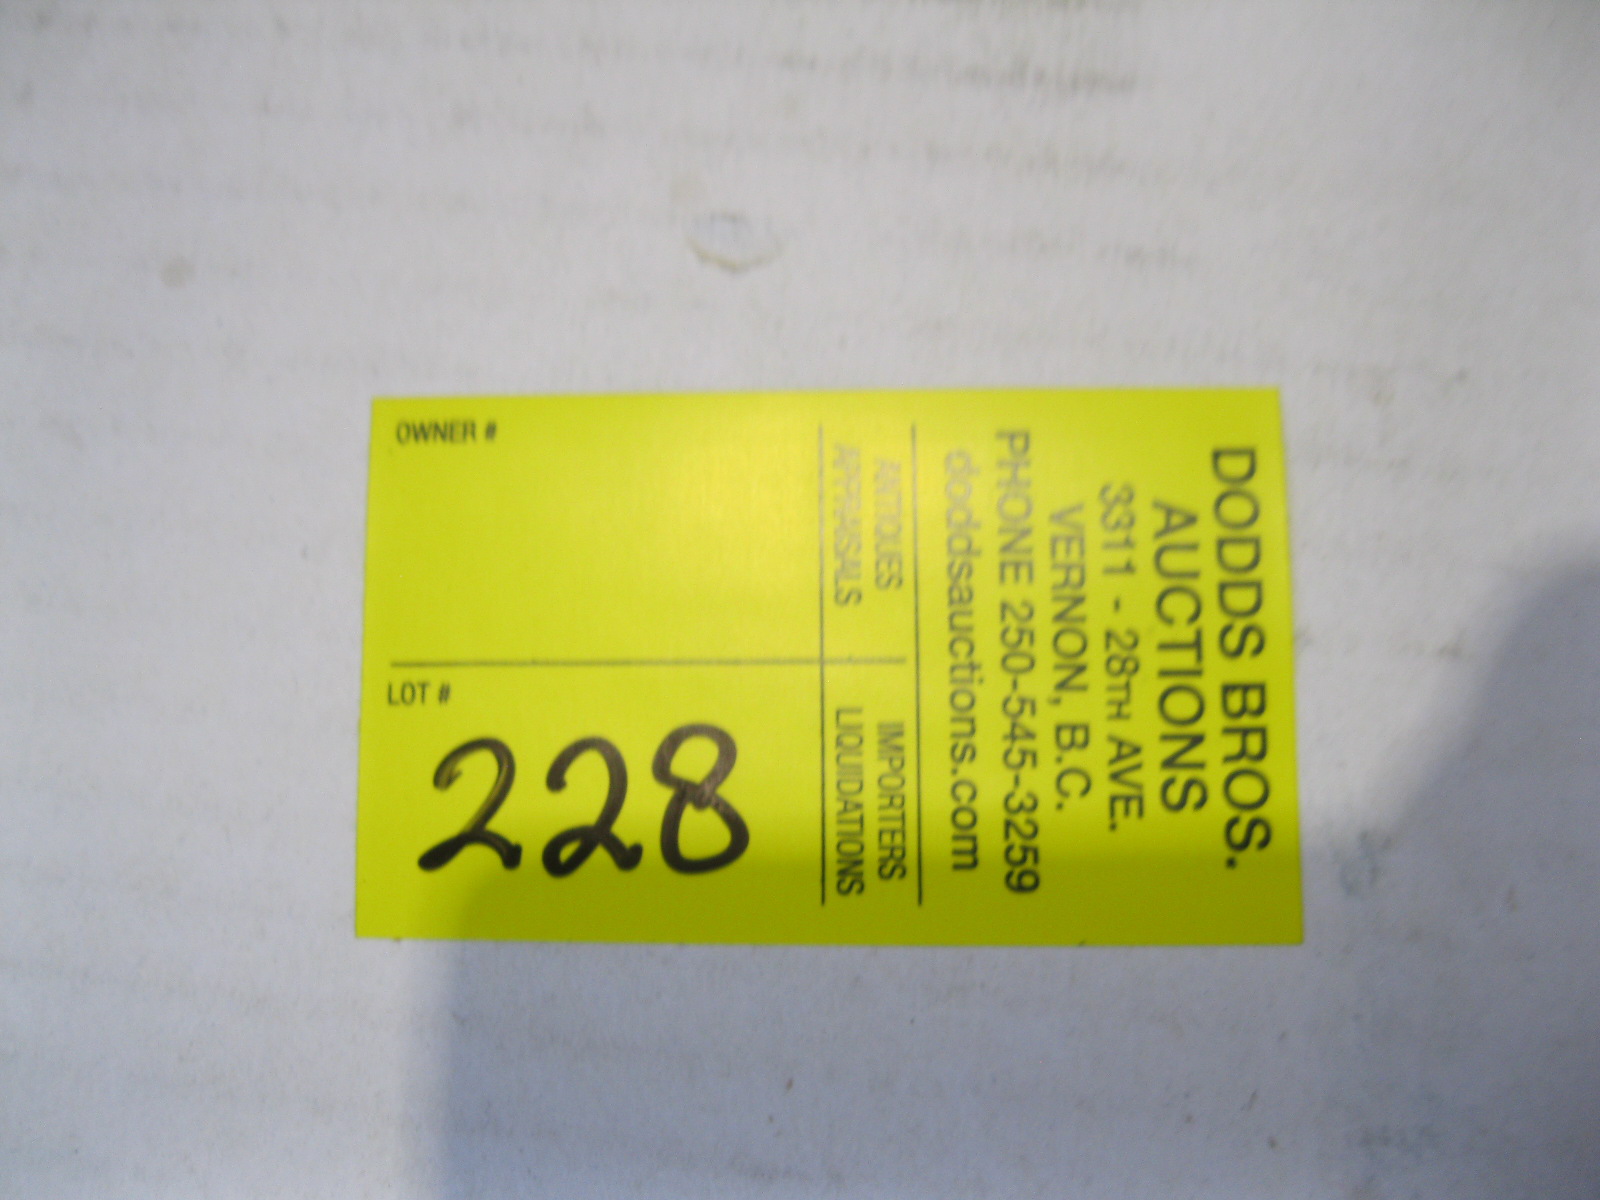 DODDS BROS.
AUCTIONS
3311 - 28TH AVE.
VERNON, B.C.
PHONE 250-545-3259
doddsauctions.com
ANTIQUES IMPORTERS
APPRAISALS LIQUIDATIONS
OWNER #
LOT #
228